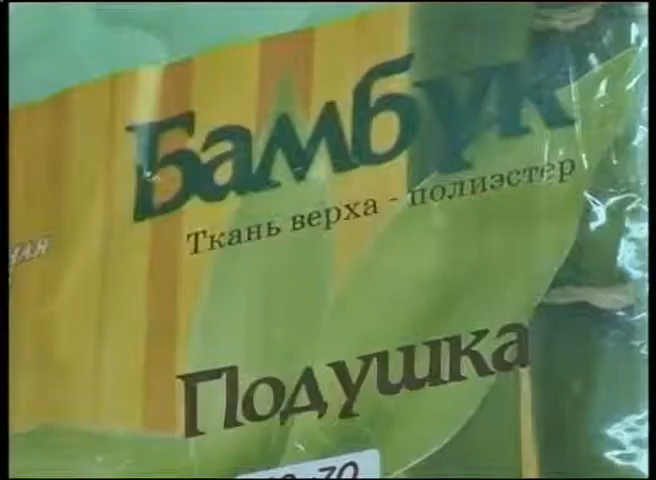 Бамбук
Ткань верха - полиэстер
Подушка